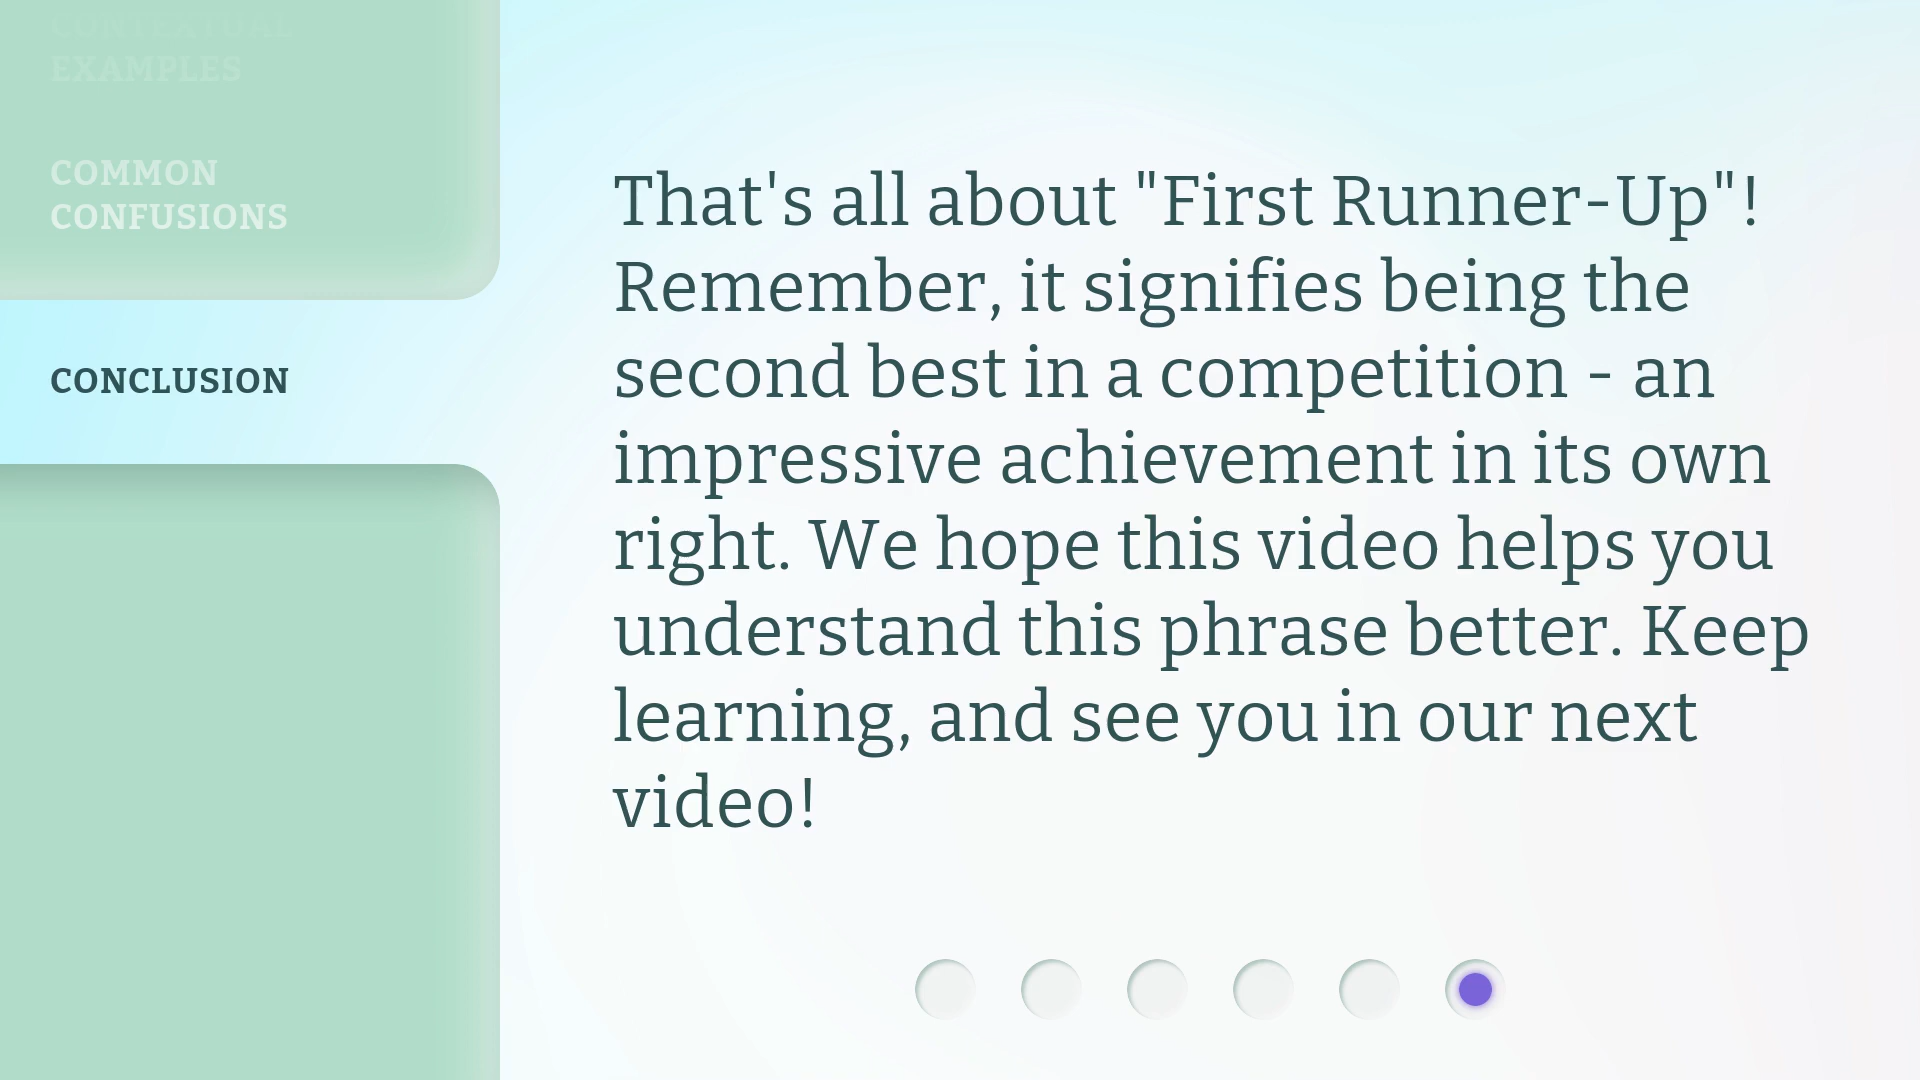 CONTEXTUAL
EXAMPLES
COMMON
CONFUSIONS
CONCLUSION
That's all about "First Runner-Up"!
Remember, it signifies being the
second best in a competition - an
impressive achievement in its own
right. We hope this video helps you
understand this phrase better. Keep
learning, and see you in our next
video!